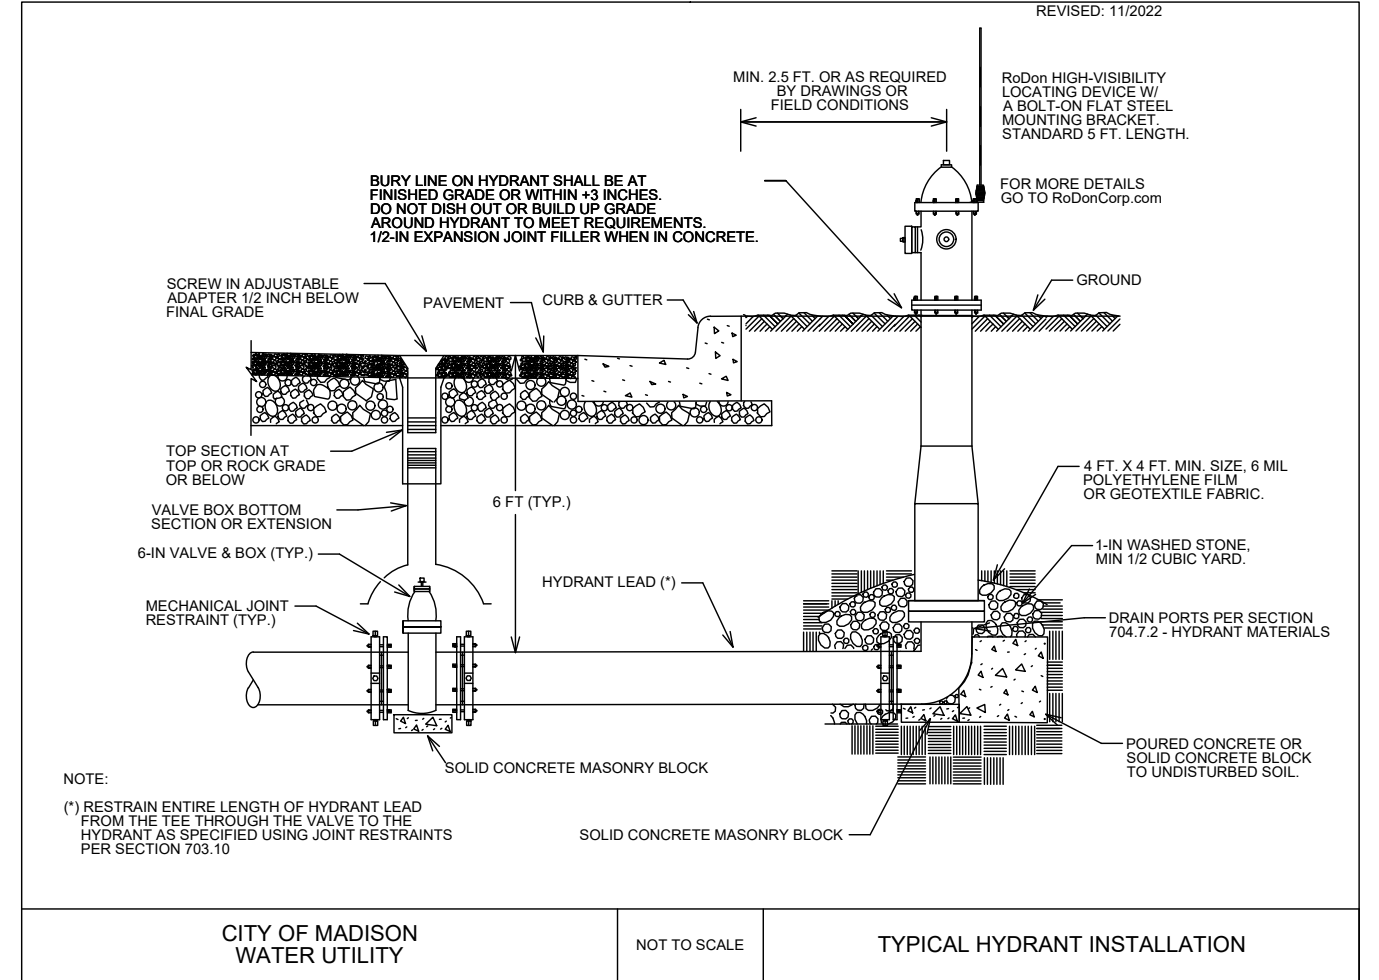 REVISED: 11/2022
MIN. 2.5 FT. OR AS REQUIRED
BY DRAWINGS OR
FIELD CONDITIONS
RoDon HIGH-VISIBILITY
LOCATING DEVICE W/
A BOLT-ON FLAT STEEL
MOUNTING BRACKET.
STANDARD 5 FT. LENGTH.
FOR MORE DETAILS
GO TO RoDonCorp.com
BURY LINE ON HYDRANT SHALL BE AT
FINISHED GRADE OR WITHIN +3 INCHES.
DO NOT DISH OUT OR BUILD UP GRADE
AROUND HYDRANT TO MEET REQUIREMENTS.
1/2-IN EXPANSION JOINT FILLER WHEN IN CONCRETE.
SCREW IN ADJUSTABLE
ADAPTER 1/2 INCH BELOW
FINAL GRADE
PAVEMENT
CURB & GUTTER
GROUND
TOP SECTION AT
TOP OR ROCK GRADE
OR BELOW
VALVE BOX BOTTOM
SECTION OR EXTENSION
6 FT (TYP.)
4 FT. X 4 FT. MIN. SIZE, 6 MIL
POLYETHYLENE FILM
OR GEOTEXTILE FABRIC.
6-IN VALVE & BOX (TYP.)
1-IN WASHED STONE,
MIN 1/2 CUBIC YARD.
HYDRANT LEAD (*)
MECHANICAL JOINT
RESTRAINT (TYP.)
DRAIN PORTS PER SECTION
704.7.2 - HYDRANT MATERIALS
POURED CONCRETE OR
SOLID CONCRETE BLOCK
TO UNDISTURBED SOIL.
SOLID CONCRETE MASONRY BLOCK
SOLID CONCRETE MASONRY BLOCK
NOTE:
(*) RESTRAIN ENTIRE LENGTH OF HYDRANT LEAD
FROM THE TEE THROUGH THE VALVE TO THE
HYDRANT AS SPECIFIED USING JOINT RESTRAINTS
PER SECTION 703.10
CITY OF MADISON
WATER UTILITY
NOT TO SCALE
TYPICAL HYDRANT INSTALLATION